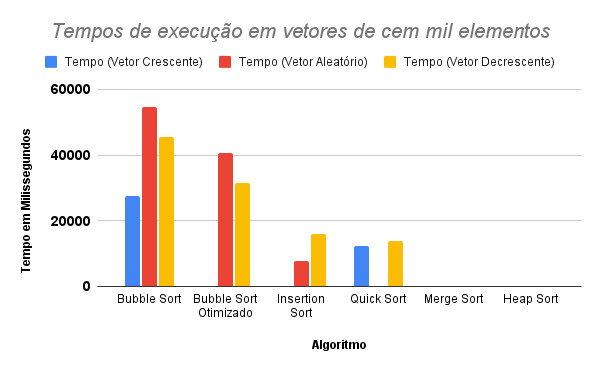 Tempos de execução em vetores de cem mil elementos
Tempo (Vetor Crescente) Tempo (Vetor Aleatório) Tempo (Vetor Decrescente)
Tempo em Milissegundos
60000
40000
20000
0
Bubble Sort Bubble Sort Otimizado Insertion Sort Quick Sort Merge Sort Heap Sort
Algoritmo